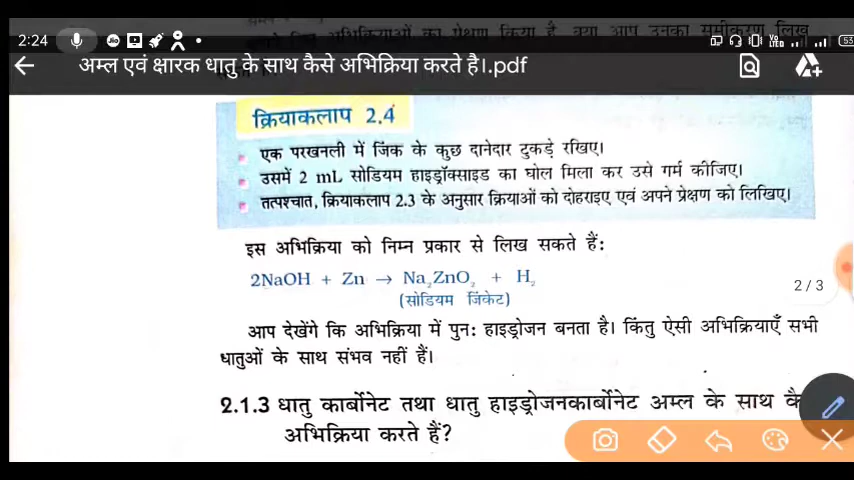 2:24
53
अम्ल एवं क्षारक धातु के साथ कैसे अभिक्रिया करते है।.pdf
क्रियाकलाप 2.4
एक परखनली में जिंक के कुछ दानेदार टुकड़े रखिए।
उसमें 2 mL सोडियम हाइड्रॉक्साइड का घोल मिला कर उसे गर्म कीजिए।
तत्पश्चात, क्रियाकलाप 2.3 के अनुसार क्रियाओं को दोहराइए एवं अपने प्रेक्षण को लिखिए।
इस अभिक्रिया को निम्न प्रकार से लिख सकते हैं:
2NaOH + Zn → Na₂ZnO₂ + H₂
(सोडियम जिंकेट)
2 / 3
आप देखेंगे कि अभिक्रिया में पुन: हाइड्रोजन बनता है। किंतु ऐसी अभिक्रियाएँ सभी
धातुओं के साथ संभव नहीं हैं।
2.1.3 धातु कार्बोनेट तथा धातु हाइड्रोजनकार्बोनेट अम्ल के साथ
अभिक्रिया करते हैं?